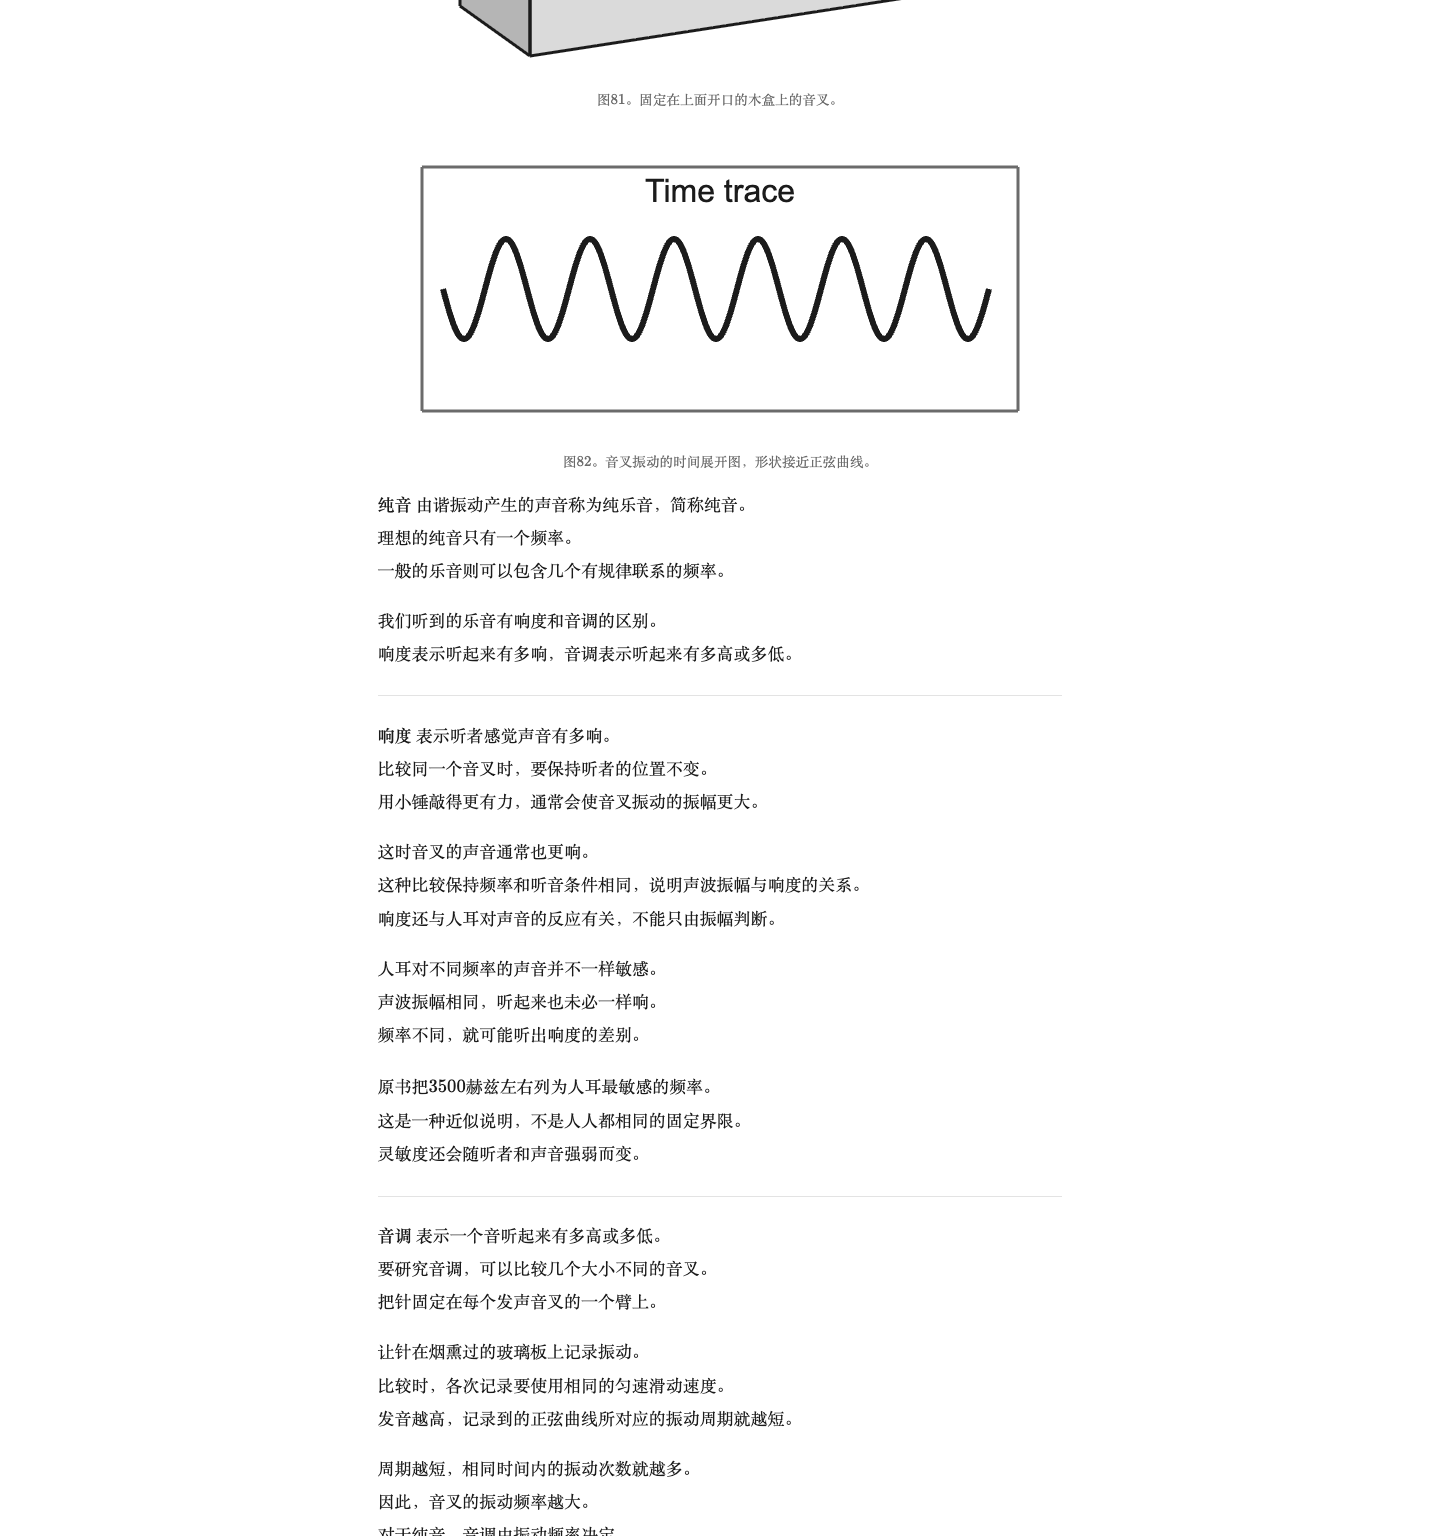 图81。固定在上面开口的木盒上的音叉。
Time trace
图82。音叉振动的时间展开图，形状接近正弦曲线。
纯音 由谐振动产生的声音称为纯乐音，简称纯音。
理想的纯音只有一个频率。
一般的乐音则可以包含几个有规律联系的频率。
我们听到的乐音有响度和音调的区别。
响度表示听起来有多响，音调表示听起来有多高或多低。
响度 表示听者感觉声音有多响。
比较同一个音叉时，要保持听者的位置不变。
用小锤敲得更有力，通常会使音叉振动的振幅更大。
这时音叉的声音通常也更响。
这种比较保持频率和听音条件相同，说明声波振幅与响度的关系。
响度还与人耳对声音的反应有关，不能只由振幅判断。
人耳对不同频率的声音并不一样敏感。
声波振幅相同，听起来也未必一样响。
频率不同，就可能听出响度的差别。
原书把3500赫兹左右列为人耳最敏感的频率。
这是一种近似说明，不是人人都相同的固定界限。
灵敏度还会随听者和声音强弱而变。
音调 表示一个音听起来有多高或多低。
要研究音调，可以比较几个大小不同的音叉。
把针固定在每个发声音叉的一个臂上。
让针在烟熏过的玻璃板上记录振动。
比较时，各次记录要使用相同的匀速滑动速度。
发音越高，记录到的正弦曲线所对应的振动周期就越短。
周期越短，相同时间内的振动次数就越多。
因此，音叉的振动频率越大。
对于纯音，音调由振动频率决定